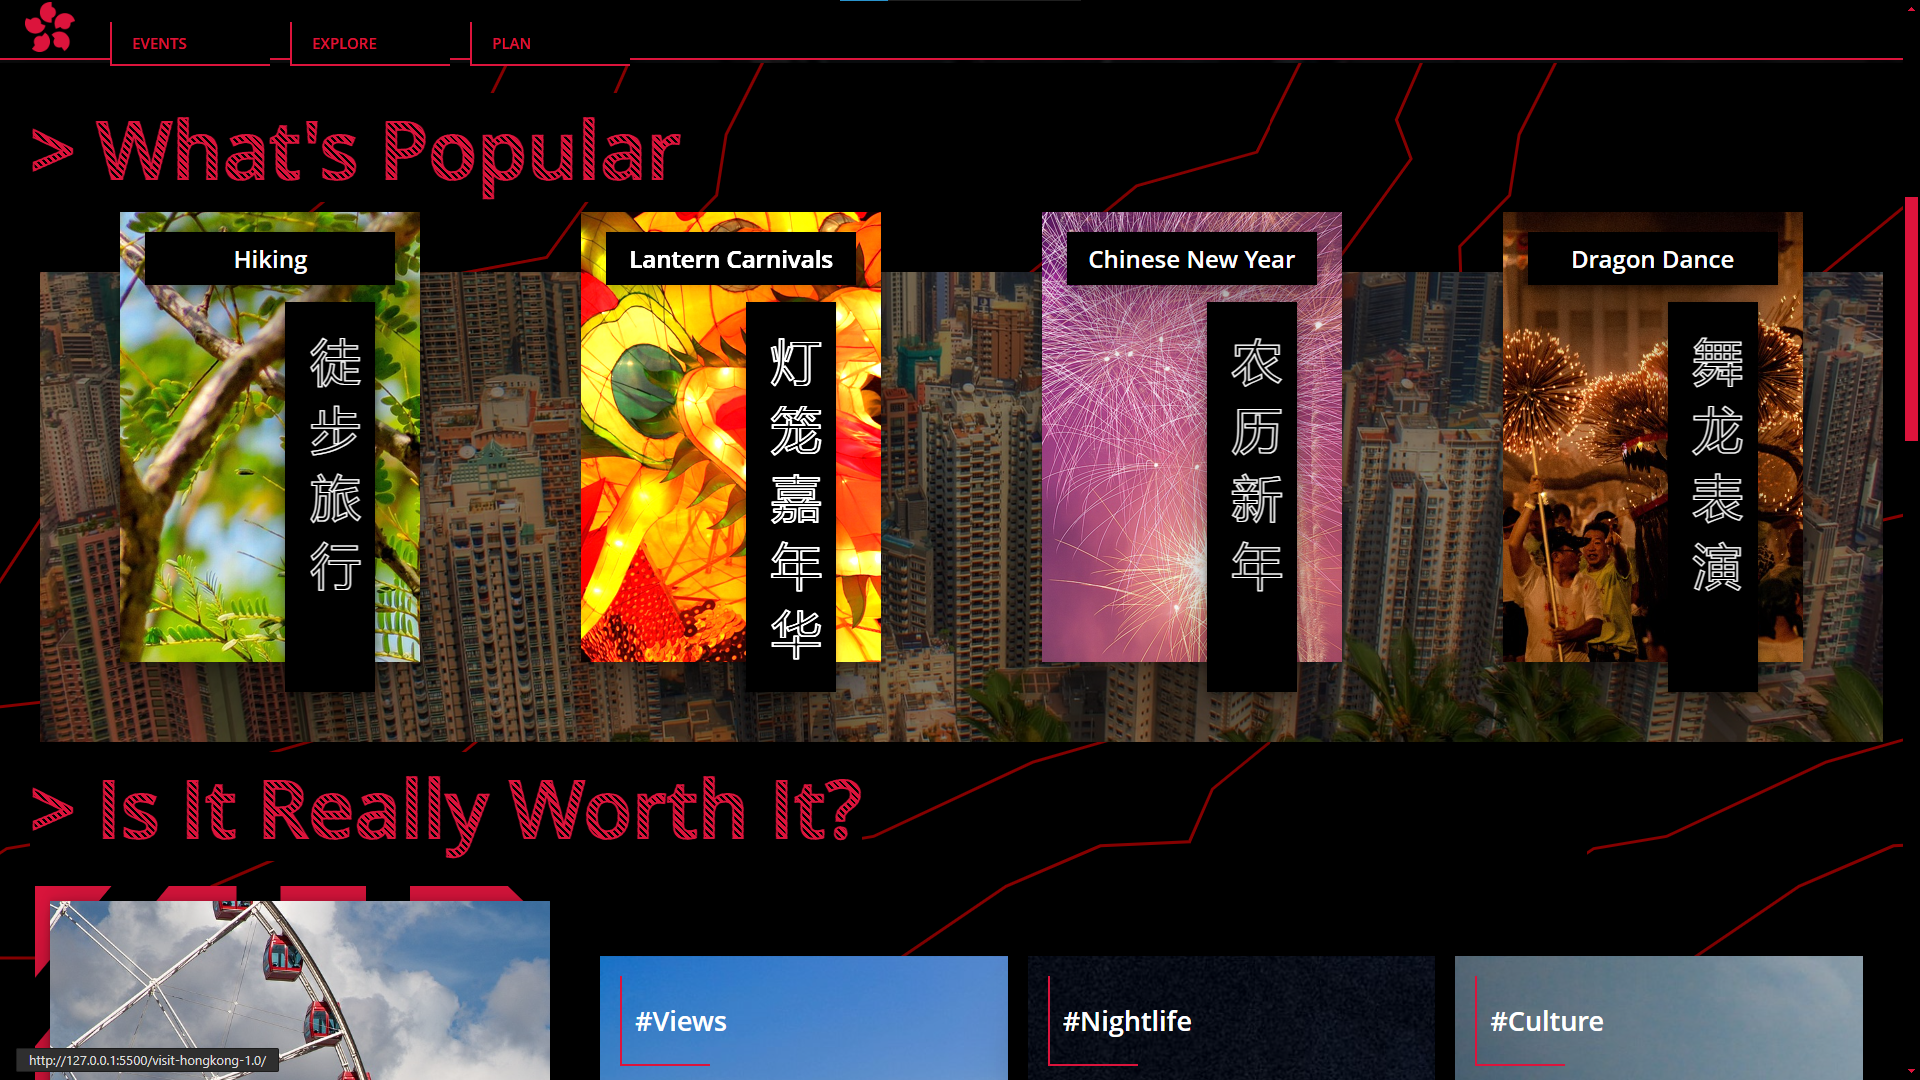 EVENTS
EXPLORE
PLAN
> What's Popular
Hiking
徒步旅行
Lantern Carnivals
灯笼嘉年华
Chinese New Year
农历新年
Dragon Dance
舞龙表演
> Is It Really Worth It?
#Views
#Nightlife
#Culture
http://127.0.0.1:5500/visit-hongkong-1.0/